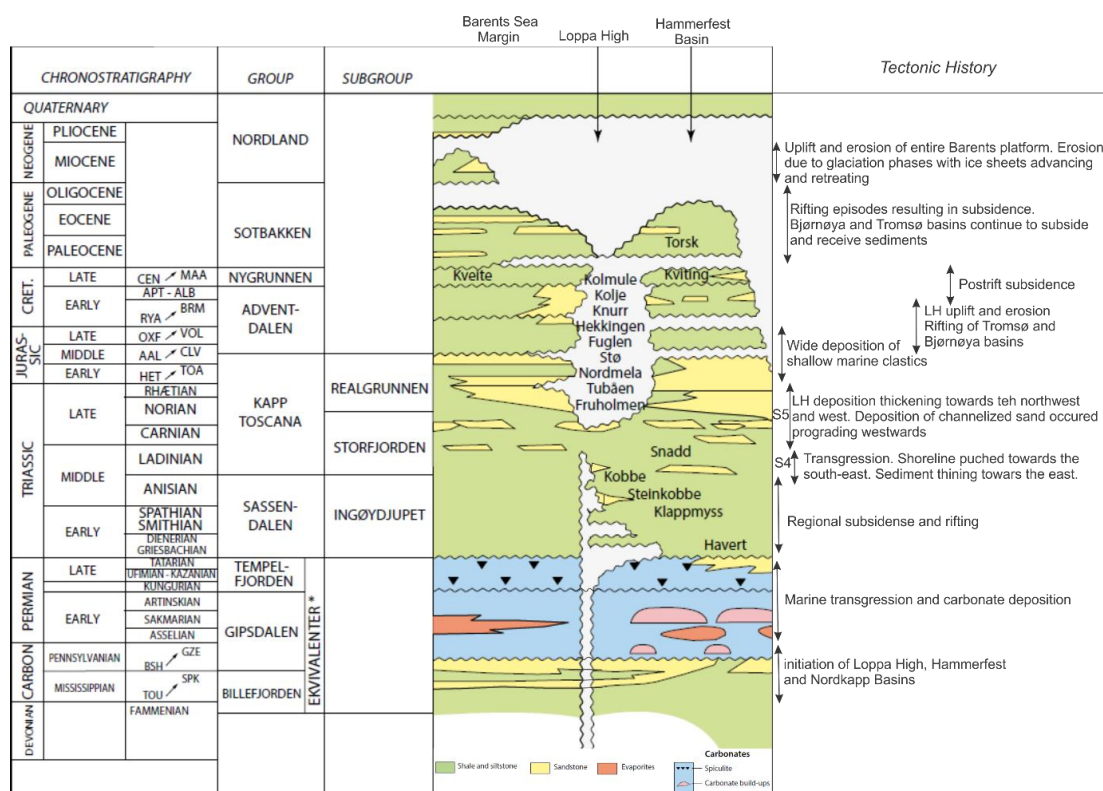 Barents Sea
Margin
Loppa High
Hammerfest
Basin
CHRONOSTRATIGRAPHY
GROUP
SUBGROUP
Tectonic History
QUATERNARY
NEOGENE
PLIOCENE
MIOCENE
PALEOGENE
OLIGOCENE
EOCENE
PALEOCENE
CRET.
LATE
CEN MAA
EARLY
APT - ALB
RYA BRM
JURAS-
SIC
LATE
OXF VOL
MIDDLE
AAL CLV
EARLY
HET TOA
TRIASSIC
LATE
RHÆTIAN
NORIAN
CARNIAN
MIDDLE
LADINIAN
ANISIAN
EARLY
SPATHIAN
SMITHIAN
DIENERIAN
GRIESBACHIAN
PERMIAN
LATE
TATARIAN
UFIMIAN - KAZANIAN
KUNGURIAN
EARLY
ARTINSKIAN
SAKMARIAN
ASSELIAN
CARBON
PENNSYLVANIAN
BSH GZE
MISSISSIPPIAN
TOU SPK
DEVONIAN
FAMMENIAN
NORDLAND
SOTBAKKEN
NYGRUNNEN
ADVENT-
DALEN
KAPP
TOSCANA
SASSEN-
DALEN
TEMPEL-
FJORDEN
GIPSDALEN
BILLEFJORDEN
EKVIVALENTER *
REALGRUNNEN
STORFJORDEN
INGØYDJUPET
Torsk
Kveite
Kviting
Kolmule
Kolje
Knurr
Hekkingen
Fuglen
Stø
Nordmela
Tubåen
Fruholmen
Snadd
Kobbe
Steinkobbe
Klappmyss
Havert
Uplift and erosion of entire Barents platform. Erosion
due to glaciation phases with ice sheets advancing
and retreating
Rifting episodes resulting in subsidence.
Bjørnøya and Tromsø basins continue to subside
and receive sediments
Postrift subsidence
LH uplift and erosion
Rifting of Tromsø and
Bjørnøya basins
Wide deposition of
shallow marine clastics
S5
LH deposition thickening towards teh northwest
and west. Deposition of channelized sand occured
prograding westwards
S4
Transgression. Shoreline puched towards the
south-east. Sediment thining towars the east.
Regional subsidense and rifting
Marine transgression and carbonate deposition
initiation of Loppa High, Hammerfest
and Nordkapp Basins
Shale and siltstone
Sandstone
Evaporites
Carbonates
Spiculite
Carbonate build-ups